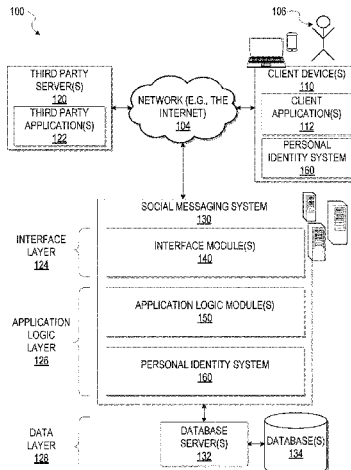 100
106
THIRD PARTY
SERVER(S)
120
THIRD PARTY
APPLICATION(S)
122
NETWORK (E.G., THE
INTERNET)
104
CLIENT DEVICE(S)
110
CLIENT
APPLICATION(S)
112
PERSONAL
IDENTITY SYSTEM
160
SOCIAL MESSAGING SYSTEM
130
INTERFACE
LAYER
124
INTERFACE MODULE(S)
140
APPLICATION LOGIC MODULE(S)
150
APPLICATION
LOGIC
LAYER
126
PERSONAL IDENTITY SYSTEM
160
DATA
LAYER
128
DATABASE
SERVER(S)
132
DATABASE(S)
134